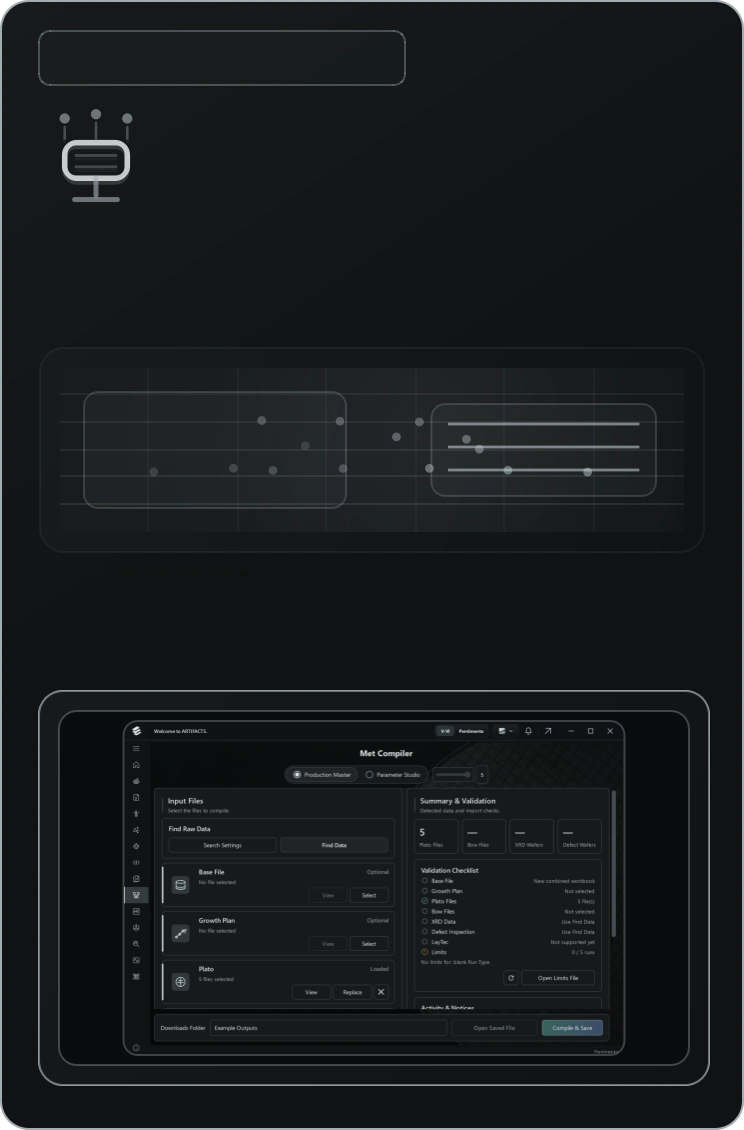 Welcome to ARTIFACTS.
V-W Pontimento
Met Compiler
Production Master
Parameter Studio
5
Input Files
Select the files to compile.
Find Raw Data
Search Settings
Find Data
Base File
Optional
No file selected
View
Select
Growth Plan
Optional
No file selected
View
Select
Plato
Loaded
5 files selected
View
Replace
Summary & Validation
Detected data and import checks.
5
Plato Files
—
Bow Files
—
XRD Wafers
—
Defect Wafers
Validation Checklist
Base File New combined workbook
Growth Plan Not selected
Plato Files 5 file(s)
Bow Files Not selected
XRD Data Use Find Data
Defect Inspection Use Find Data
LayTec Not supported yet
Limits 0 / 5 runs
No limits for: blank Run Type.
Open Limits File
Activity & Notices
Downloads Folder
Example Outputs
Open Saved File
Compile & Save